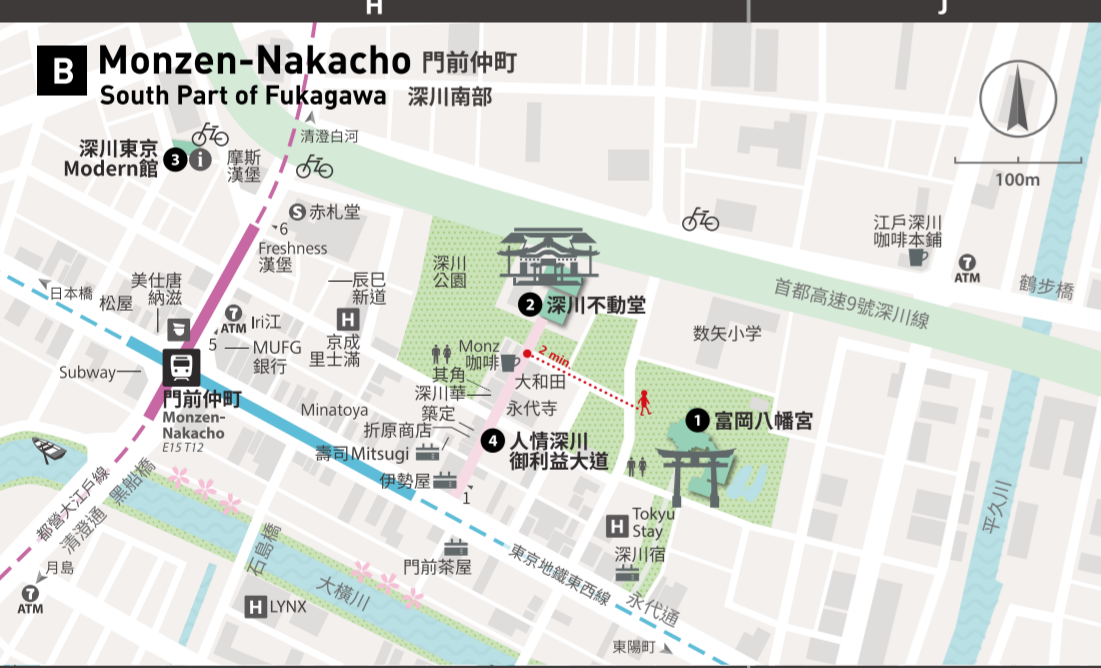 H
J
B
Monzen-Nakacho 門前仲町
South Part of Fukagawa 深川南部
100m
清澄白河
深川東京
Modern館
3
i
摩斯
漢堡
S 赤札堂
6
Freshness
漢堡
江戶深川
咖啡本鋪
7
ATM
首都高速9號深川線
鶴步橋
日本橋
松屋
美仕唐
納滋
7
ATM
Iri江
5
MUFG
銀行
辰巳
新道
H
京成
里士滿
深川
公園
2 深川不動堂
2 min
数矢小学
Monz
咖啡
其角
深川華
築定
折原商店
大和田
永代寺
Subway
門前仲町
Monzen-
Nakacho
E15 T12
Minatoya
壽司Mitsugi
伊勢屋
1
4 人情深川
御利益大道
1 富岡八幡宮
H Tokyu
Stay
深川宿
都營大江戸線
清澄通
黑船橋
月島
7
ATM
石島橋
大橫川
H LYNX
門前茶屋
東京地鐵東西線
永代通
東陽町
平久川